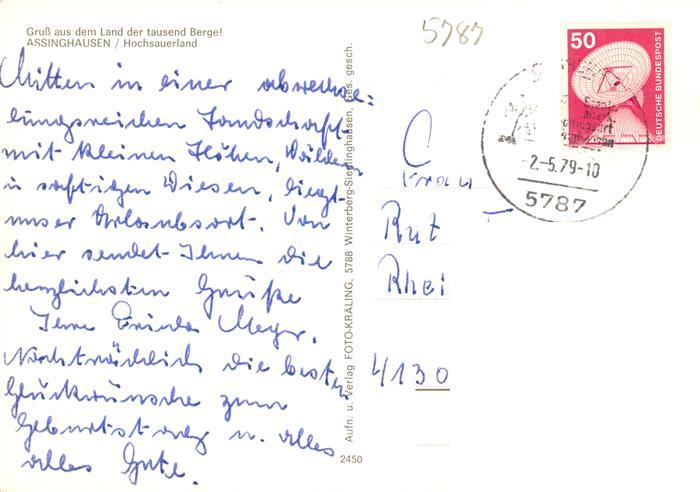 Gruß aus dem Land der tausend Berge!
ASSINGHAUSEN / Hochsauerland
Mitten in einer abwechs=
lungsreichen Landschaft
mit kleinen Höhen, Wäldern
u saftigen Wiesen, liegt
unser Urlaubsort. Von
hier sendet Ihnen die
herzlichsten Grüße
Ihre Frieda Meyer.
Nachträchlich die besten
Glückwünsche zum
Geburtstag u. alles
alles Gute.
Aufn. u. Verlag FOTO-KRÄLING, 5788 Winterberg-Siedlinghausen, Ges. gesch.
2450
5787
50
DEUTSCHE BUNDESPOST
2.-5.79-10
5787
Frau
Rut
Rhei
4130